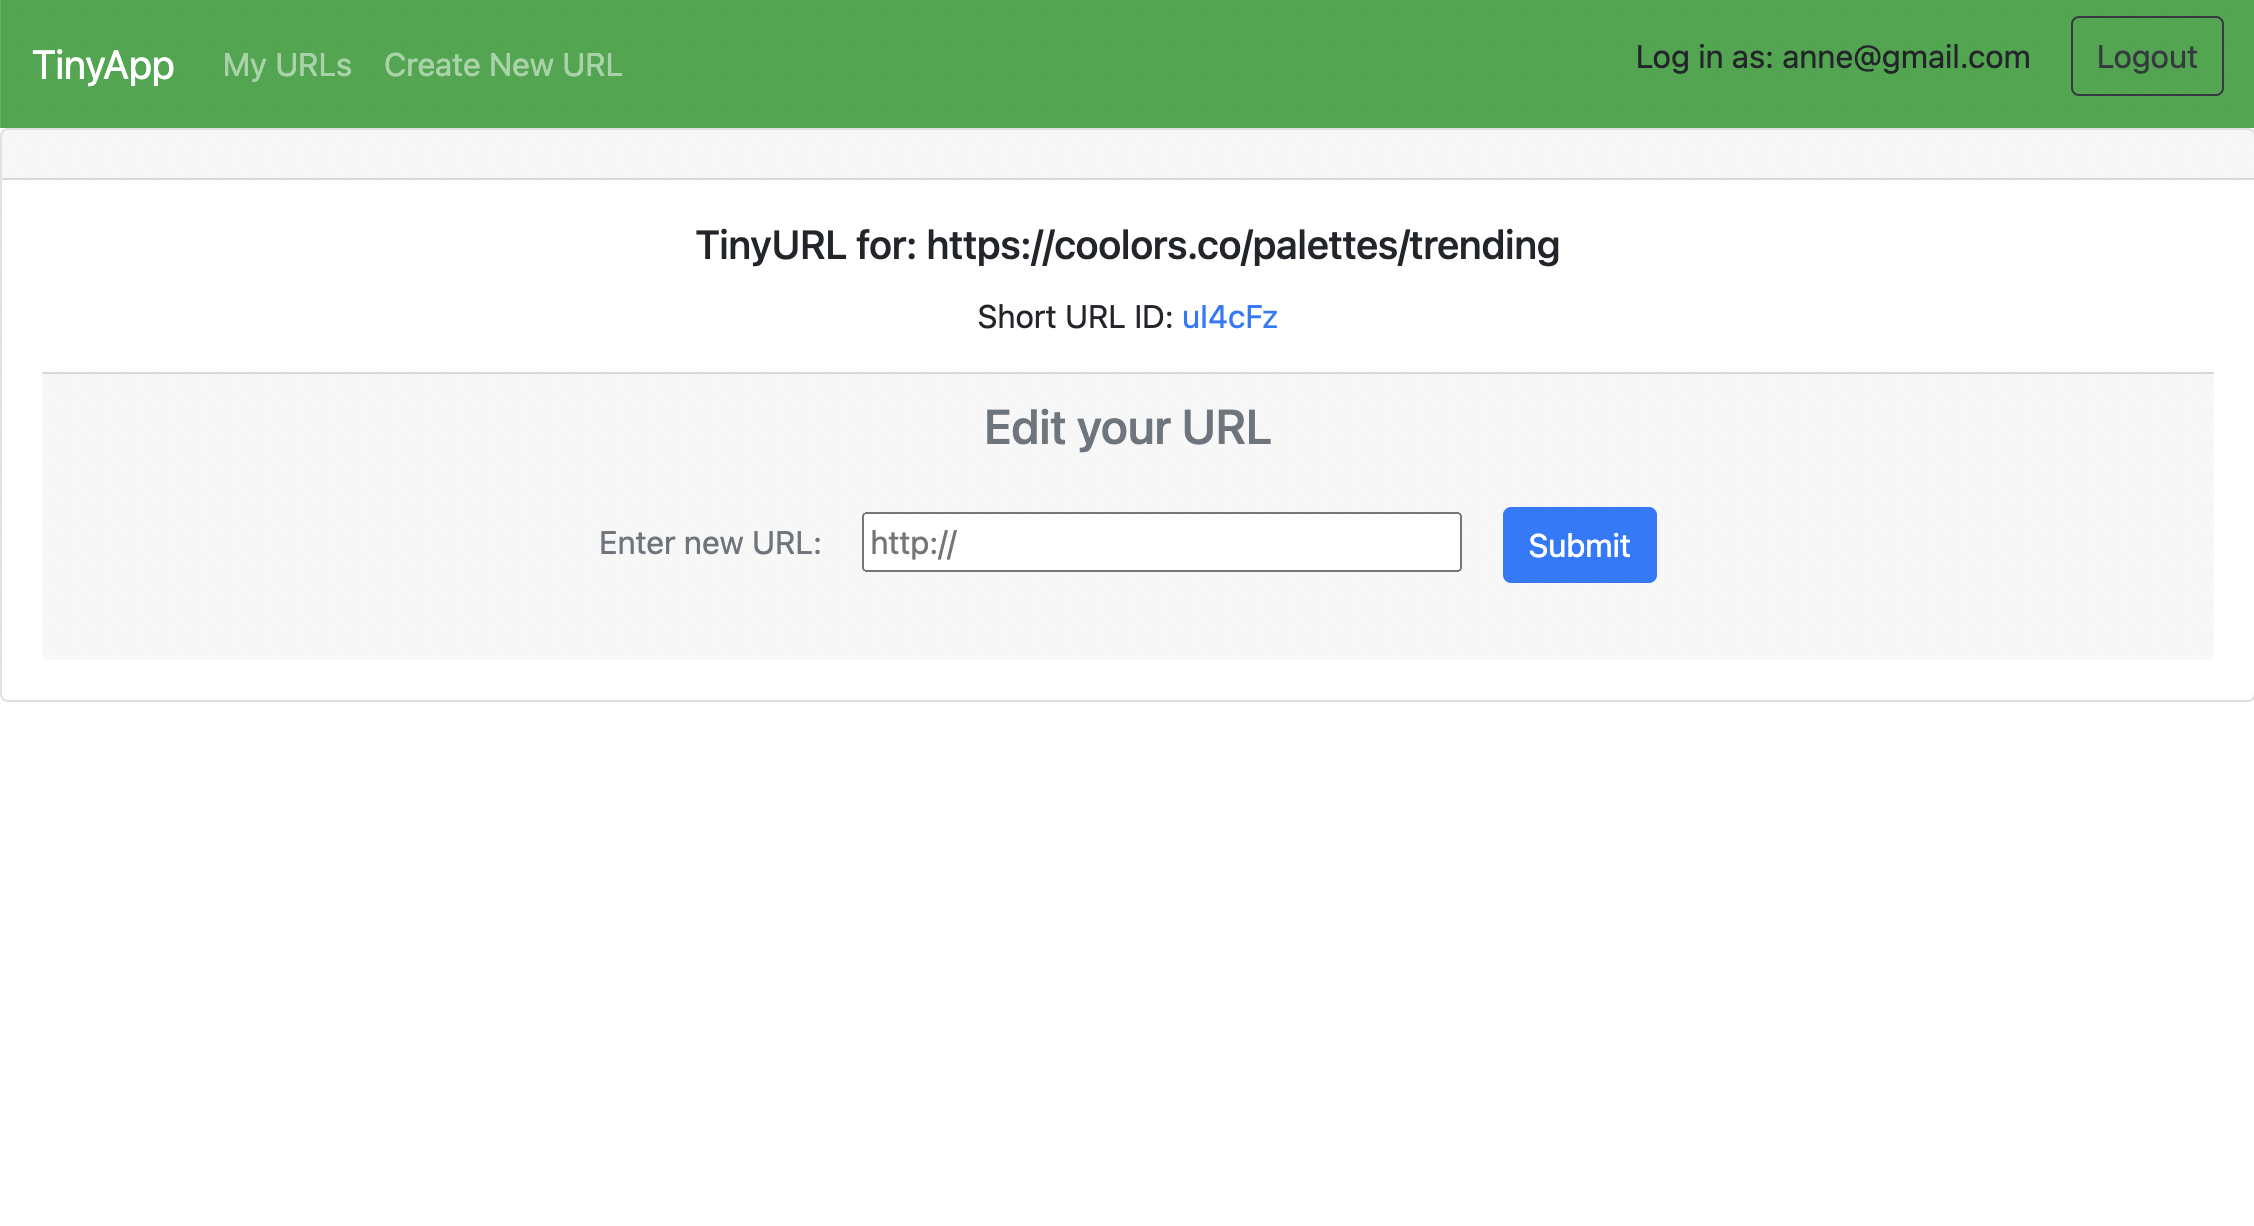 TinyApp My URLs Create New URL Log in as: anne@gmail.com Logout
TinyURL for: https://coolors.co/palettes/trending
Short URL ID: ul4cFz
Edit your URL
Enter new URL: http:// Submit